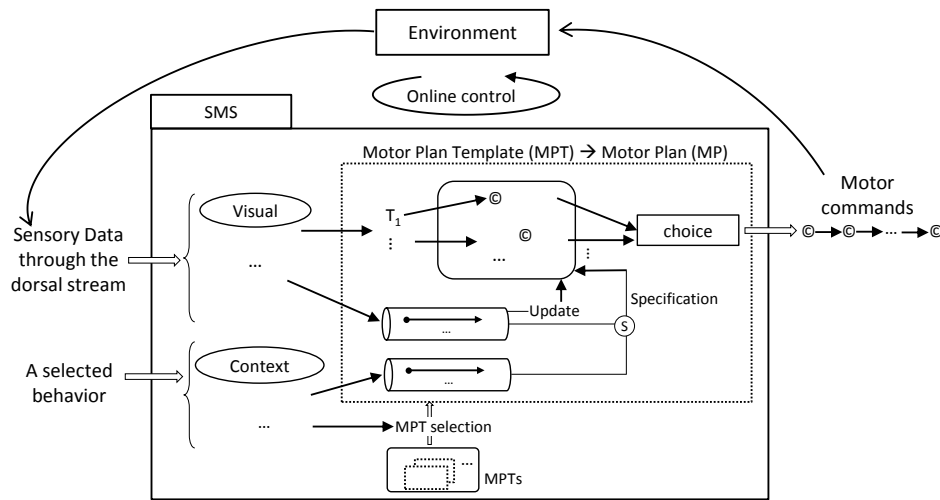 Environment
Online control
SMS
Motor Plan Template (MPT) → Motor Plan (MP)
Motor
commands
Visual
T1
©
©
...
⋮
⋮
choice
© © ... ©
Sensory Data
through the
dorsal stream
...
Update
Specification
...
S
A selected
behavior
Context
...
...
MPT selection
...
MPTs